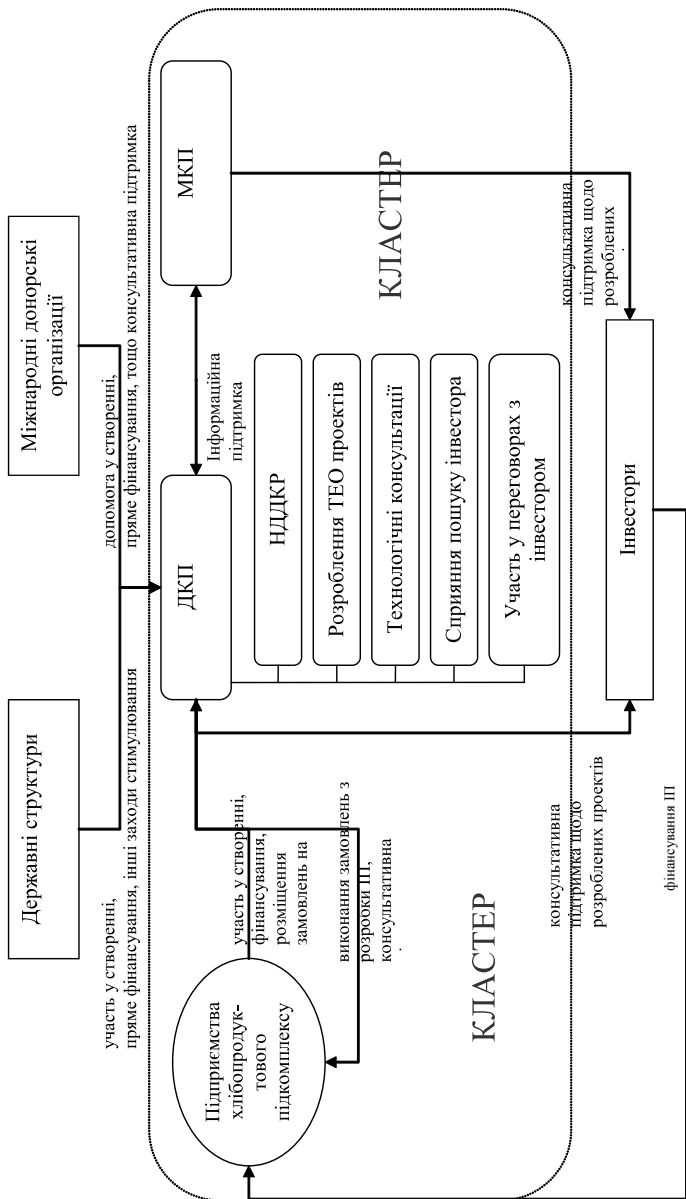 Державні структури
Міжнародні донорські
організації
участь у створенні,
пряме фінансування, інші заходи стимулювання
допомога у створенні,
пряме фінансування, тощо консультативна підтримка
ДКП
Інформаційна
підтримка
МКП
Підприємства
хлібопродук-
тового
підкомплексу
участь у створенні,
фінансування,
розміщення
замовлень на
виконання замовлень з
розробки ІП,
консультативна
НДДКР
Розроблення ТЕО проектів
Технологічні консультації
Сприяння пошуку інвестора
Участь у переговорах з
інвестором
КЛАСТЕР
КЛАСТЕР
консультативна
підтримка щодо
розроблених проектів
консультативна
підтримка щодо
розроблених
Інвестори
фінансування ІП